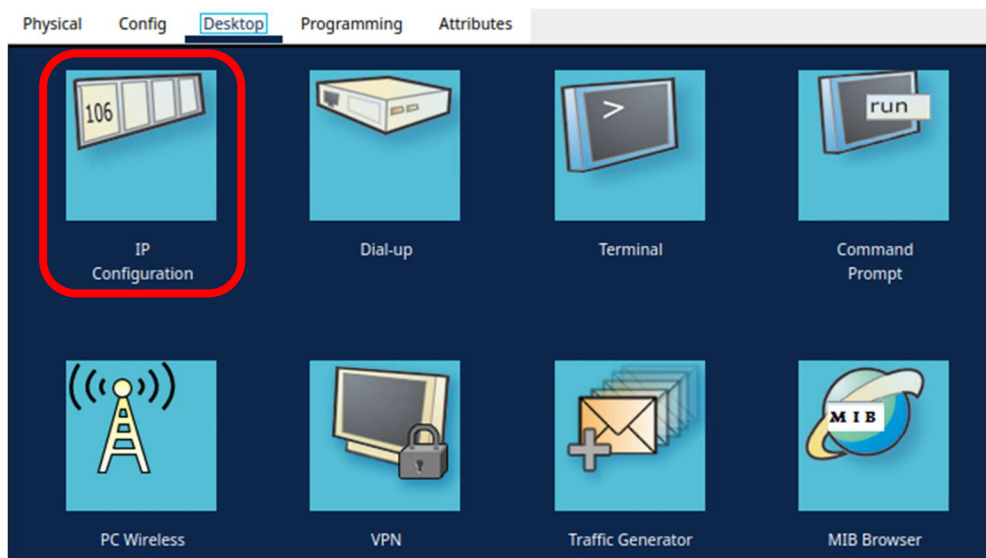 Physical Config Desktop Programming Attributes
106
>
run
IP
Configuration
Dial-up
Terminal
Command
Prompt
MIB
PC Wireless
VPN
Traffic Generator
MIB Browser